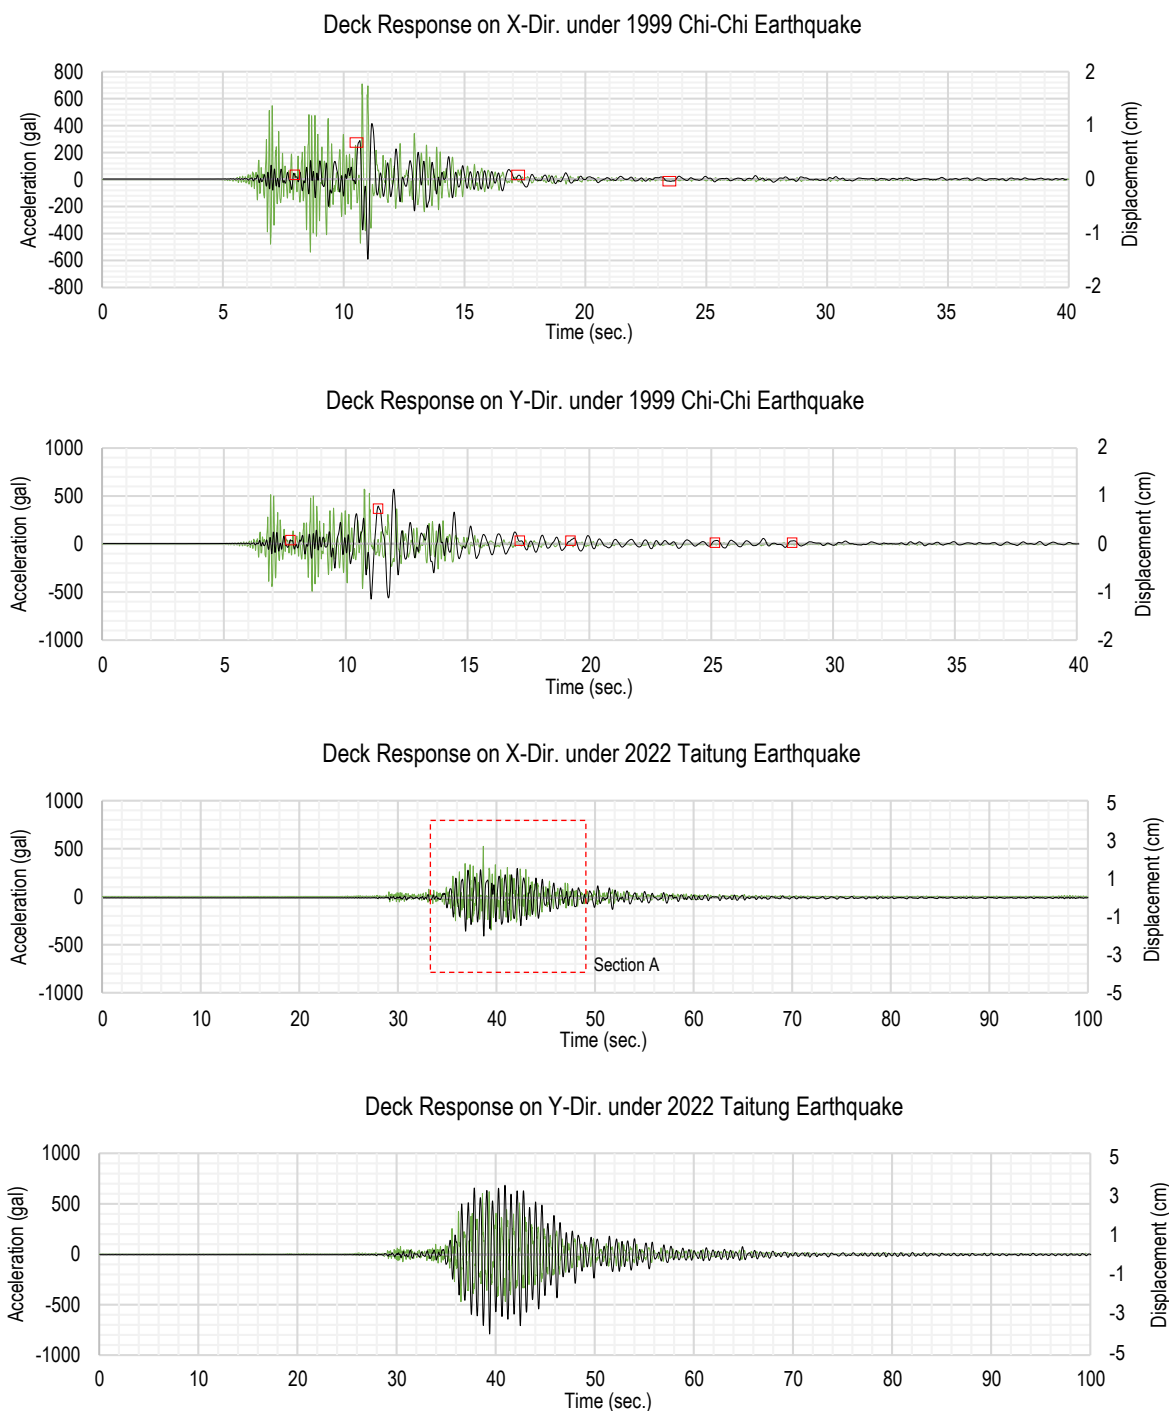 Deck Response on X-Dir. under 1999 Chi-Chi Earthquake
Acceleration (gal)
800
600
400
200
0
-200
-400
-600
-800
2
1
0
-1
-2
Displacement (cm)
0 5 10 15 20 25 30 35 40
Time (sec.)
Deck Response on Y-Dir. under 1999 Chi-Chi Earthquake
Acceleration (gal)
1000
500
0
-500
-1000
2
1
0
-1
-2
Displacement (cm)
0 5 10 15 20 25 30 35 40
Time (sec.)
Deck Response on X-Dir. under 2022 Taitung Earthquake
Acceleration (gal)
1000
500
0
-500
-1000
5
3
1
-1
-3
-5
Displacement (cm)
Section A
0 10 20 30 40 50 60 70 80 90 100
Time (sec.)
Deck Response on Y-Dir. under 2022 Taitung Earthquake
Acceleration (gal)
1000
500
0
-500
-1000
5
3
1
-1
-3
-5
Displacement (cm)
0 10 20 30 40 50 60 70 80 90 100
Time (sec.)